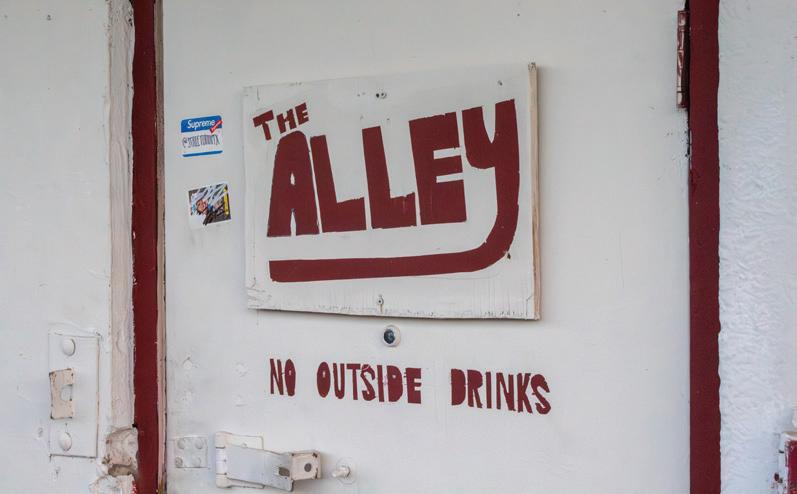 THE
ALLEY
NO OUTSIDE DRINKS
Supreme